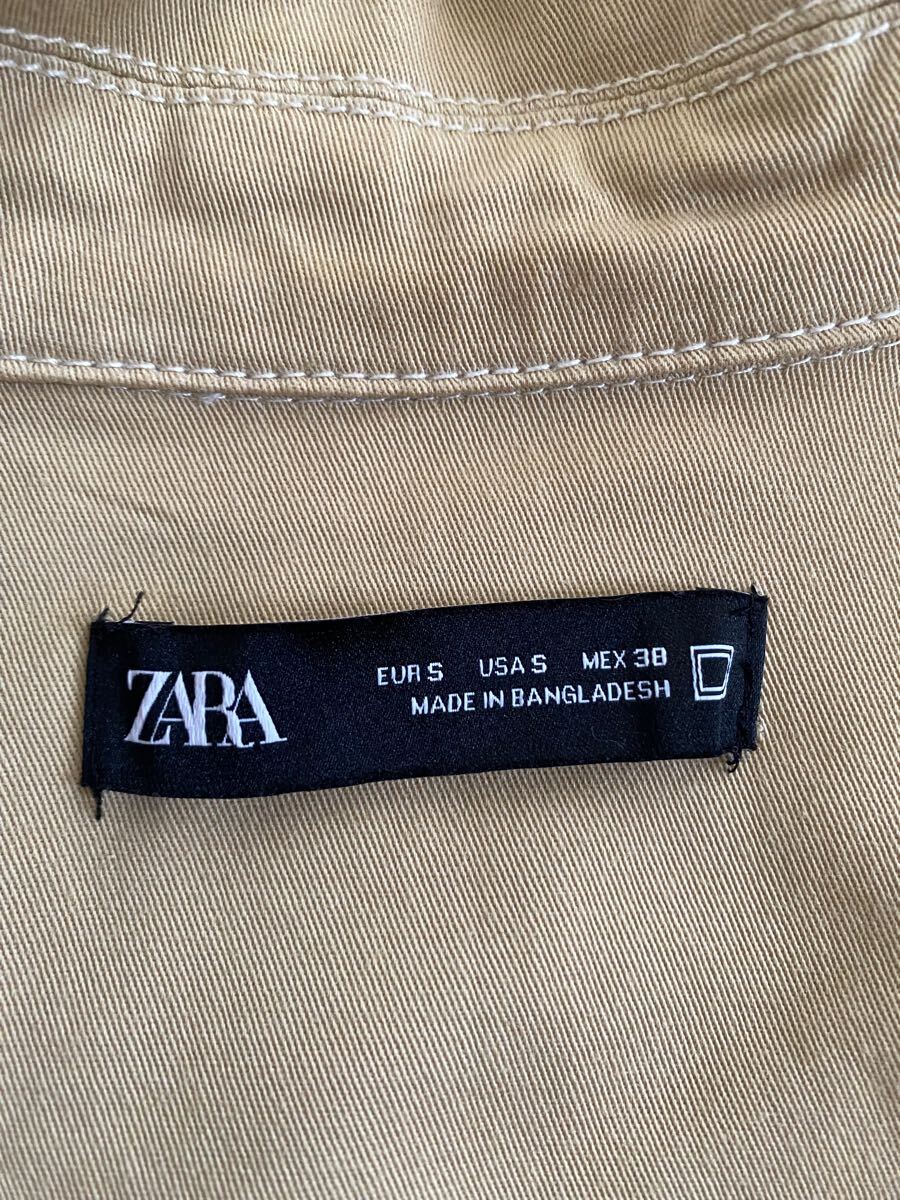 ZARA
EUR S USA S MEX 38
MADE IN BANGLADESH